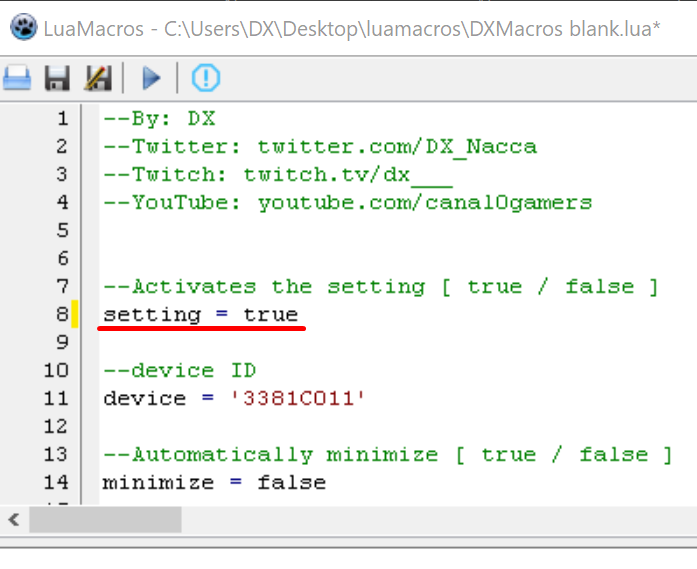 LuaMacros - C:\Users\DX\Desktop\luamacros\DXMacros blank.lua*
1 --By: DX
2 --Twitter: twitter.com/DX_Nacca
3 --Twitch: twitch.tv/dx___
4 --YouTube: youtube.com/canal0gamers
5
6
7 --Activates the setting [ true / false ]
8 setting = true
9
10 --device ID
11 device = '3381C011'
12
13 --Automatically minimize [ true / false ]
14 minimize = false